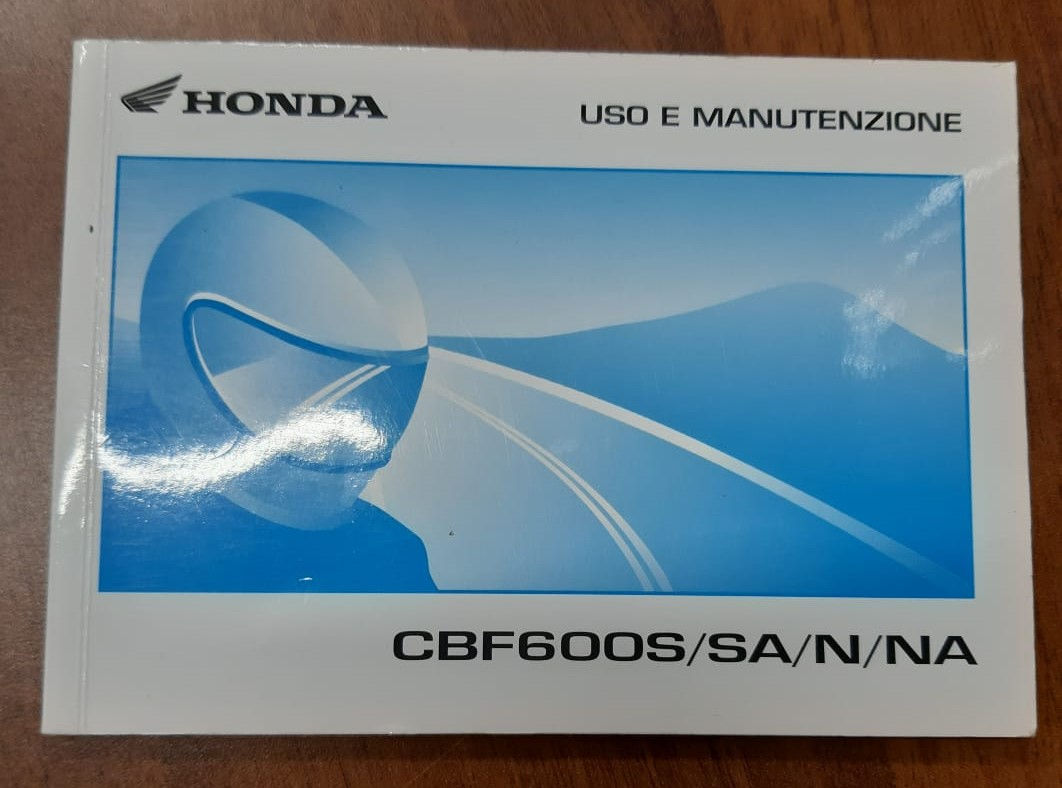 HONDA
USO E MANUTENZIONE
CBF600S/SA/N/NA